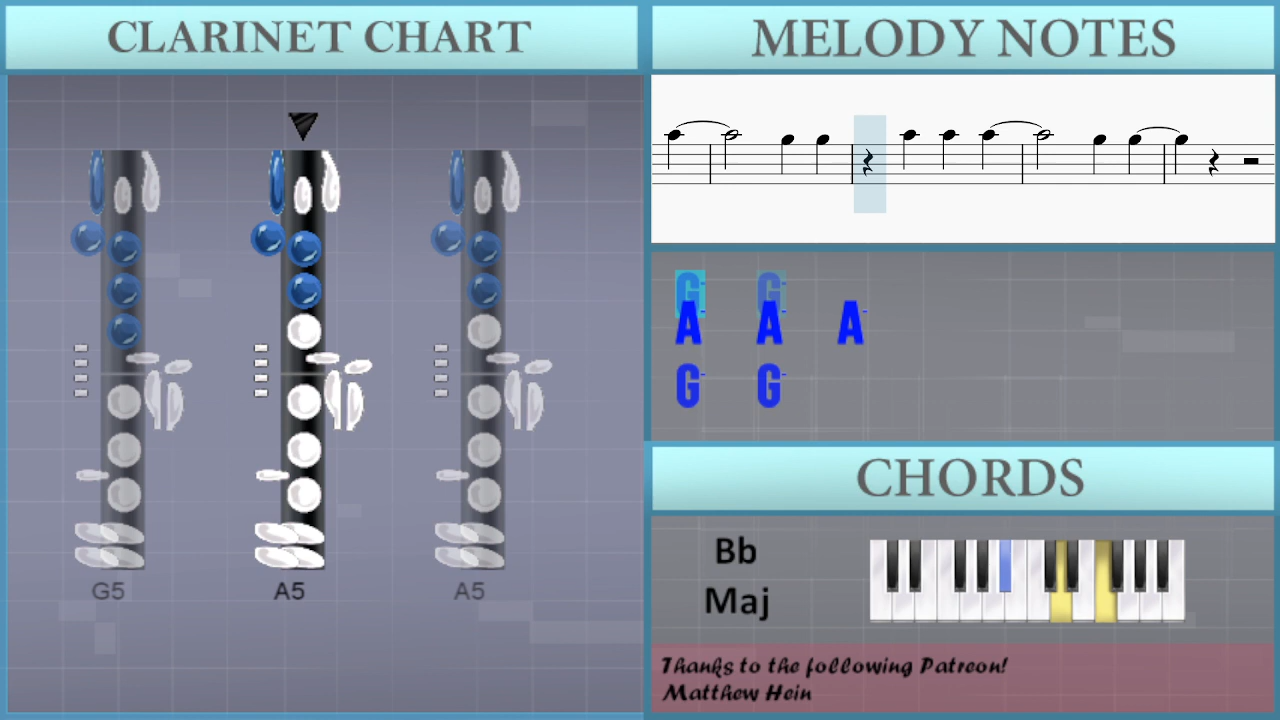 CLARINET CHART
G5
A5
A5
MELODY NOTES
G G
A A A
G G
CHORDS
Bb
Maj
Thanks to the following Patreon!
Matthew Hein